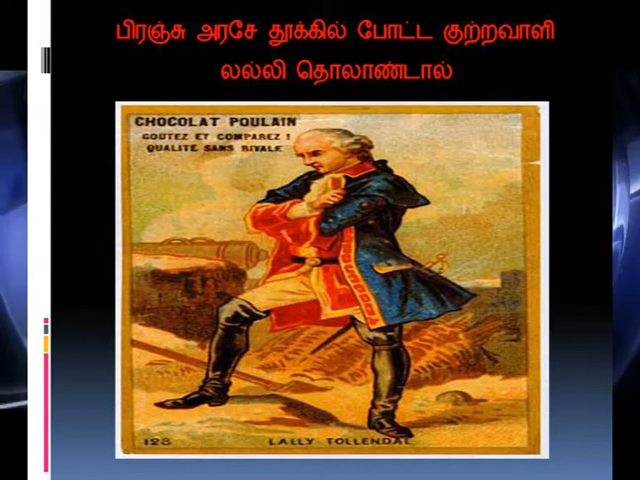 பிரஞ்சு அரசே தூக்கில் போட்ட குற்றவாளி
லல்லி தொலாண்டால்
CHOCOLAT POULAIN
GOUTEZ ET COMPAREZ !
QUALITE SANS RIVALE
128 LALLY TOLLENDAL